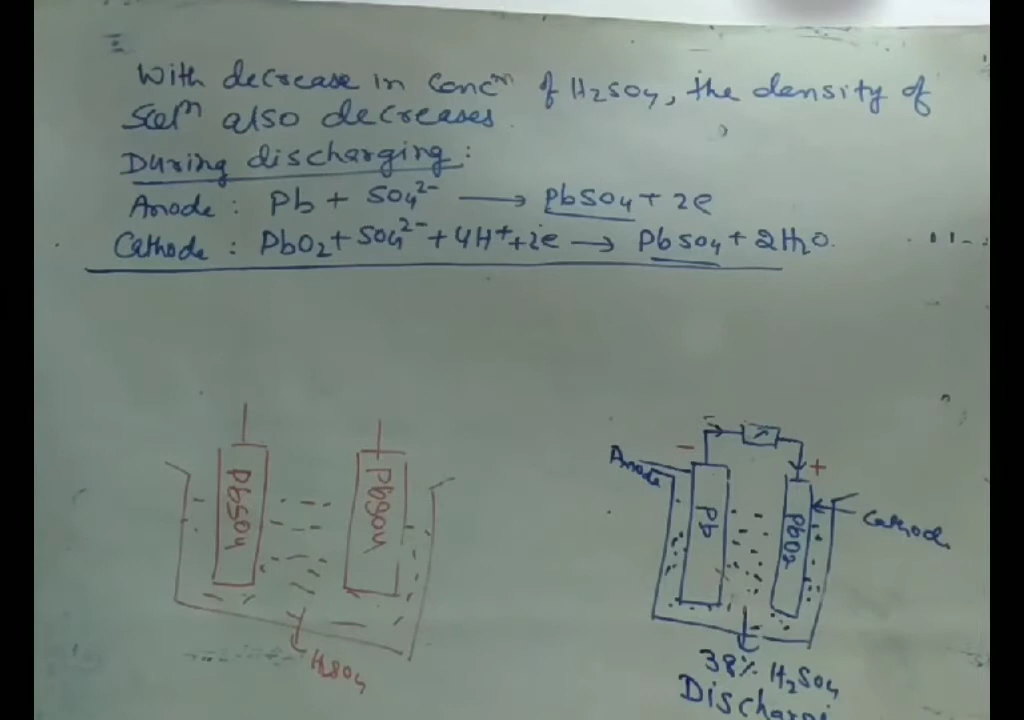 With decrease in Concⁿ of H₂SO₄, the density of
Solⁿ also decreases.
During discharging:
Anode: Pb + SO₄²⁻ ⟶ PbSO₄ + 2e
Cathode: PbO₂ + SO₄²⁻ + 4H⁺ + 2e ⟶ PbSO₄ + 2H₂O.
PbSO₄
PbSO₄
H₂SO₄
Anode
−
+
Pb
PbO₂
Cathode
38% H₂SO₄